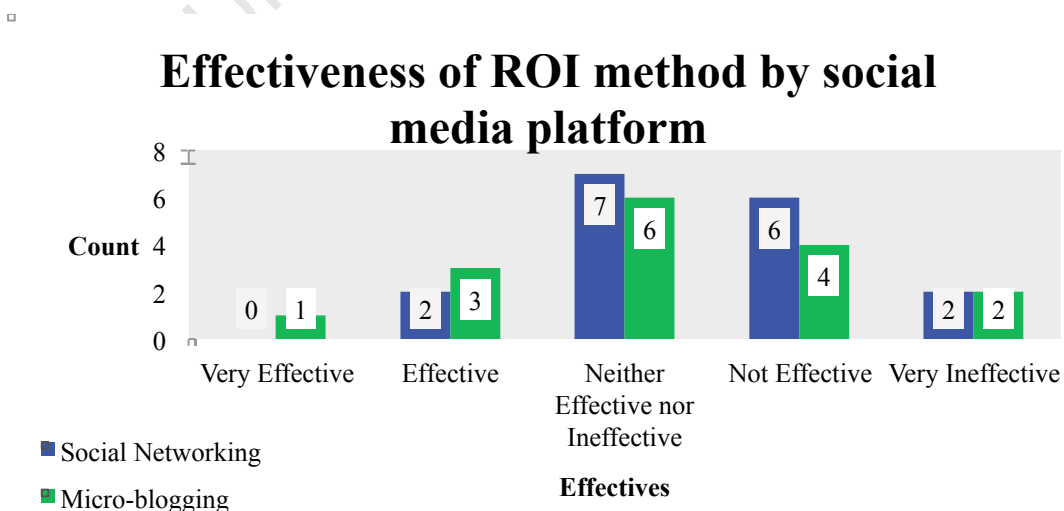 Effectiveness of ROI method by social
media platform
8
6
Count 4
2
0
0 1 2 3 7 6 6 4 2 2
Very Effective Effective Neither Not Effective Very Ineffective
Effective nor
Ineffective
Social Networking
Effectives
Micro-blogging